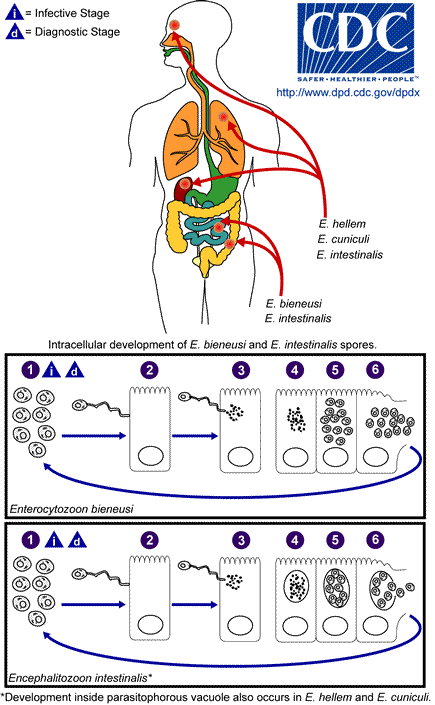 i = Infective Stage
d = Diagnostic Stage
CDC
SAFER • HEALTHIER • PEOPLE™
http://www.dpd.cdc.gov/dpdx
E. hellem
E. cuniculi
E. intestinalis
E. bieneusi
E. intestinalis
Intracellular development of E. bieneusi and E. intestinalis spores.
1 i d 2 3 4 5 6
Enterocytozoon bieneusi
1 i d 2 3 4 5 6
Encephalitozoon intestinalis*
*Development inside parasitophorous vacuole also occurs in E. hellem and E. cuniculi.